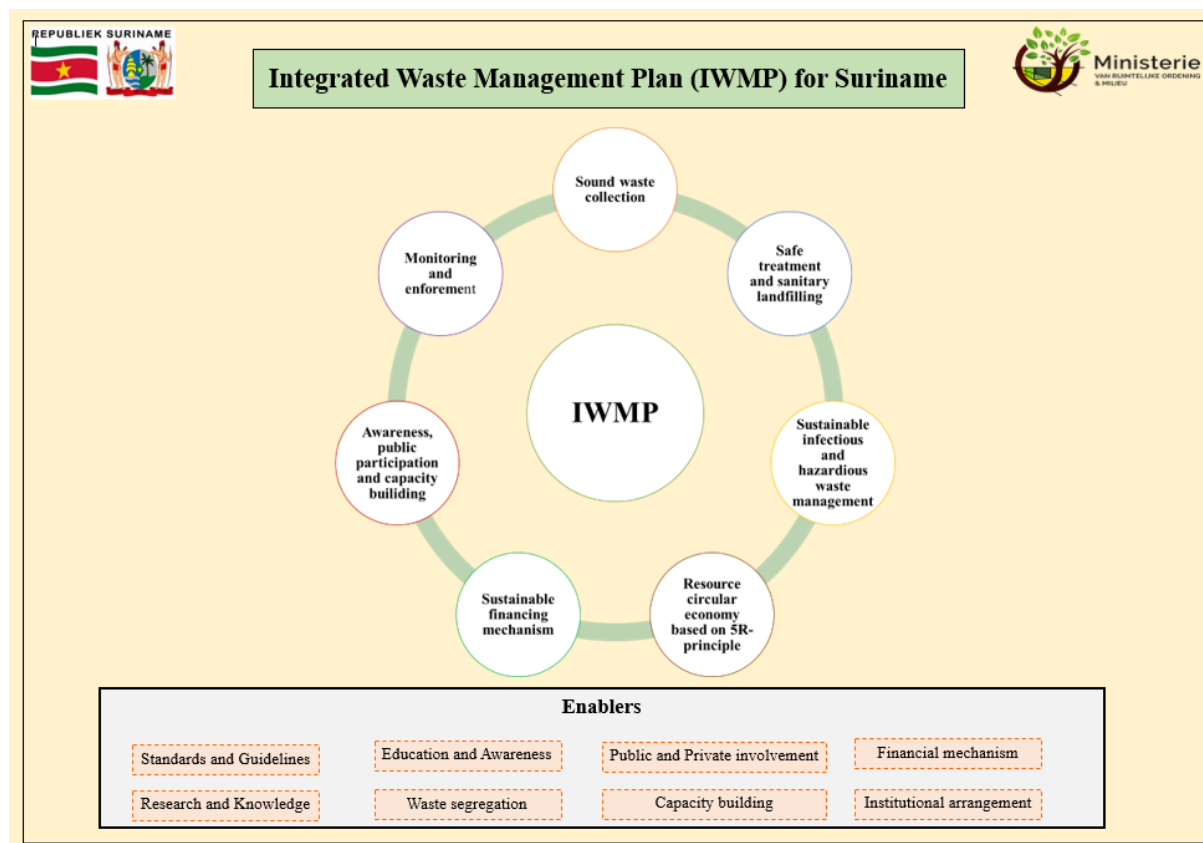 REPUBLIEK SURINAME
Integrated Waste Management Plan (IWMP) for Suriname
Ministerie
VAN RUIMTELIJKE ORDENING
& MILIEU
Sound waste
collection
Safe
treatment
and sanitary
landfilling
Sustainable
infectious
and
hazardious
waste
management
Resource
circular
economy
based on 5R-
principle
Sustainable
financing
mechanism
Awareness,
public
participation
and capacity
builiding
Monitoring
and
enforement
IWMP
Enablers
Standards and Guidelines
Education and Awareness
Public and Private involvement
Financial mechanism
Research and Knowledge
Waste segregation
Capacity building
Institutional arrangement